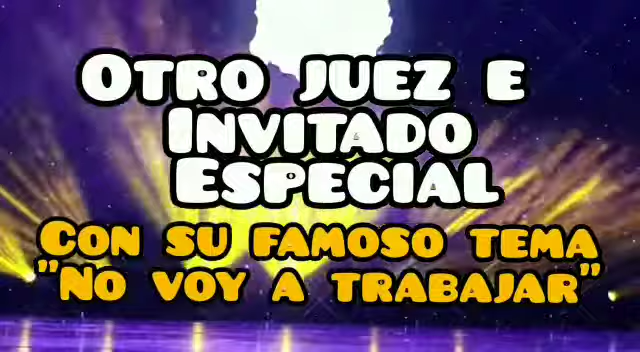 Otro juez e
Invitado
Especial
Con su famoso tema
"No voy a trabajar"